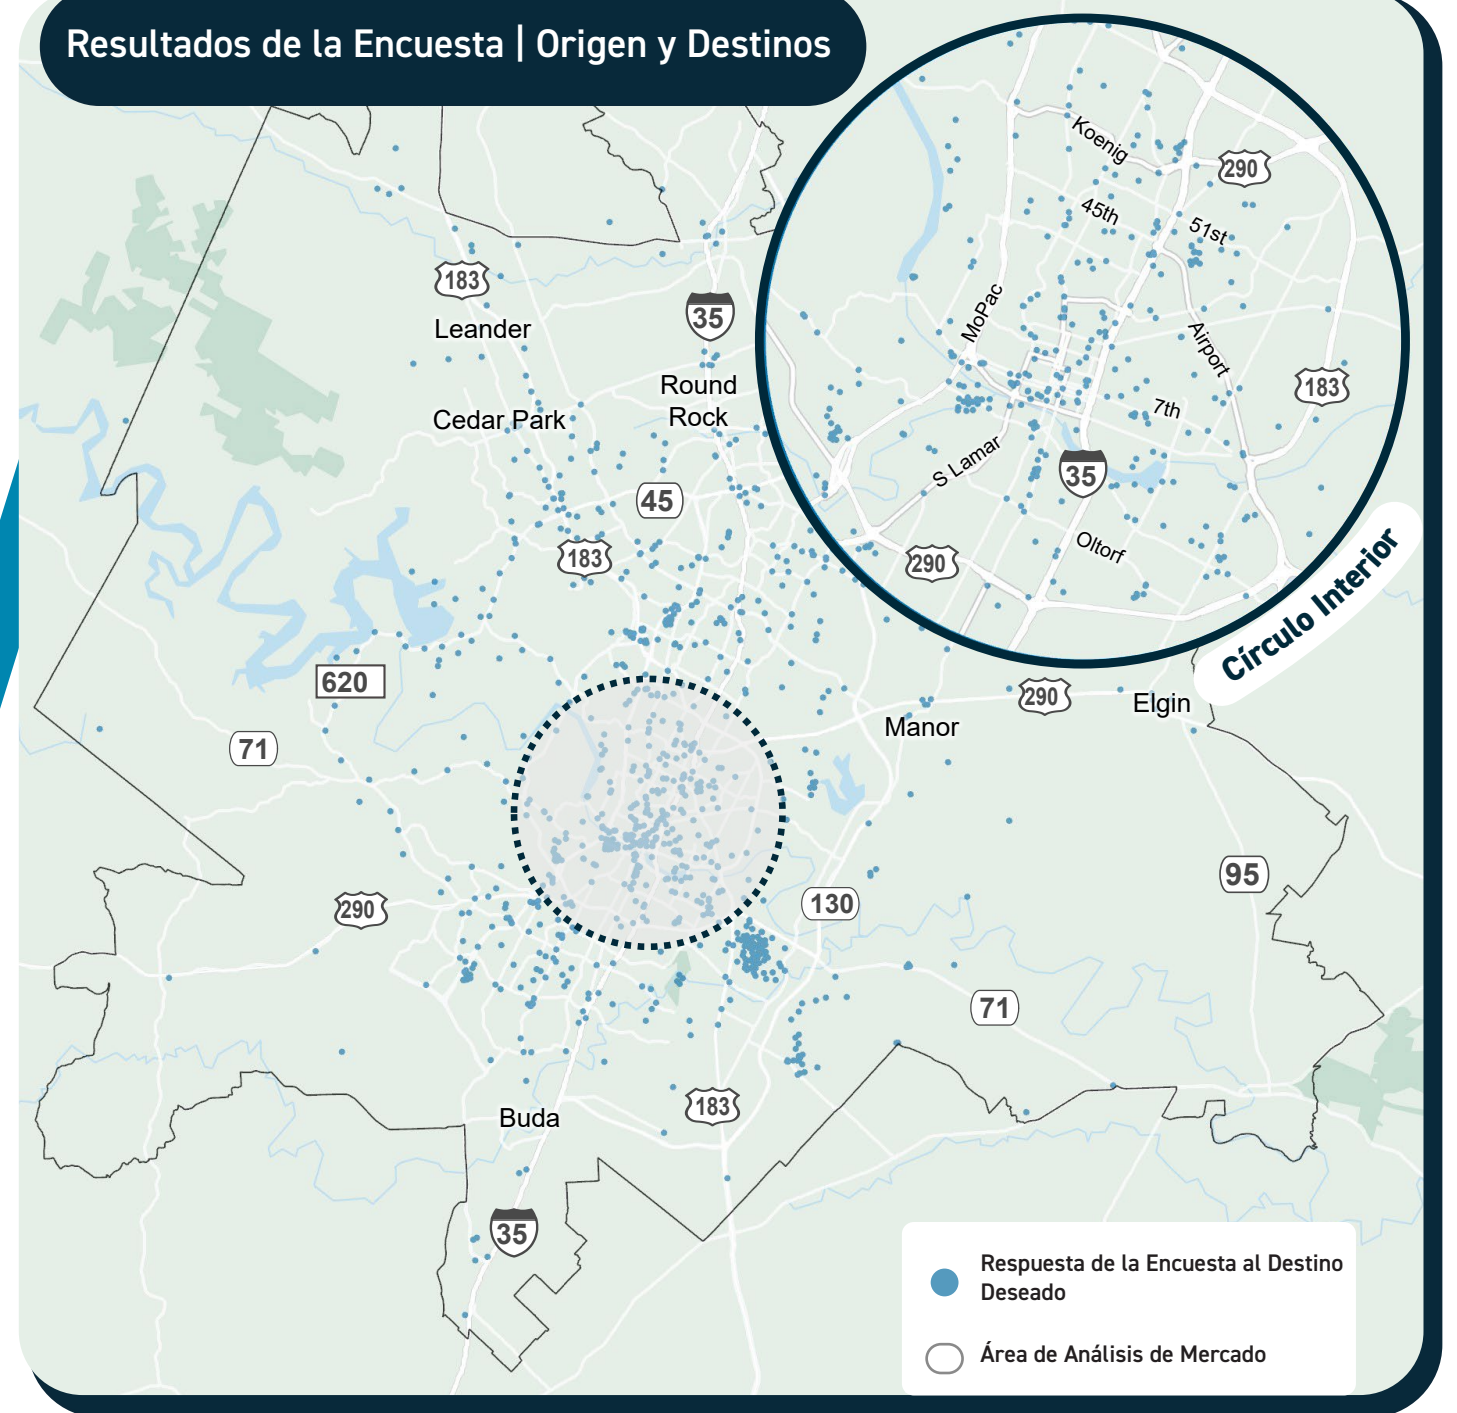 Resultados de la Encuesta | Origen y Destinos
Koenig
290
45th
51st
MoPac
Airport
183
7th
S Lamar
35
Oltorf
290
Círculo Interior
183
Leander
35
Round
Rock
Cedar Park
45
183
620
71
290
Elgin
Manor
95
130
290
71
183
Buda
35
Respuesta de la Encuesta al Destino
Deseado
Área de Análisis de Mercado